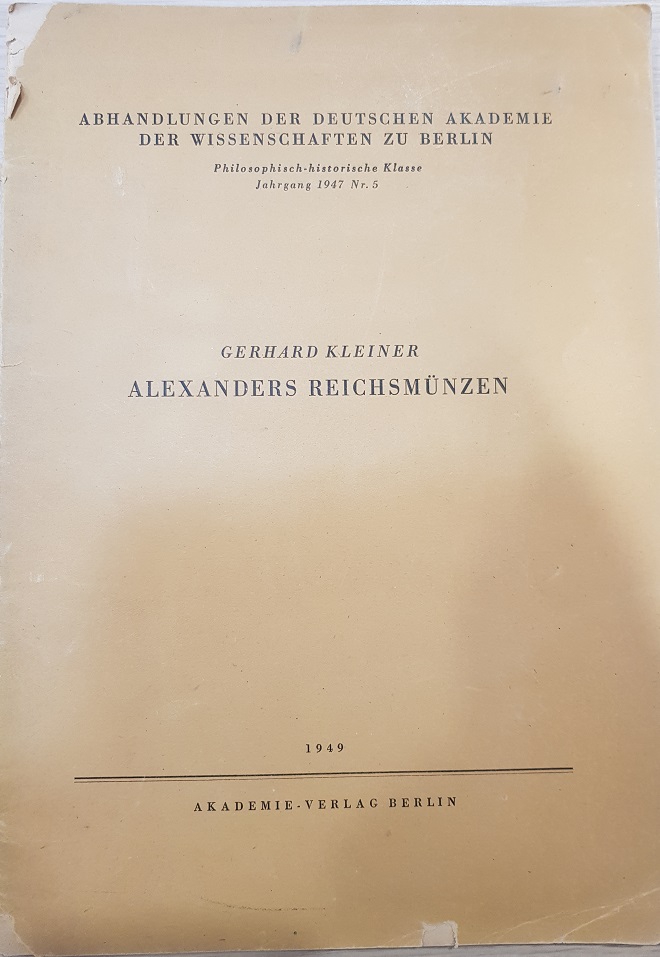 ABHANDLUNGEN DER DEUTSCHEN AKADEMIE
DER WISSENSCHAFTEN ZU BERLIN
Philosophisch-historische Klasse
Jahrgang 1947 Nr. 5
GERHARD KLEINER
ALEXANDERS REICHSMÜNZEN
1949
AKADEMIE-VERLAG BERLIN